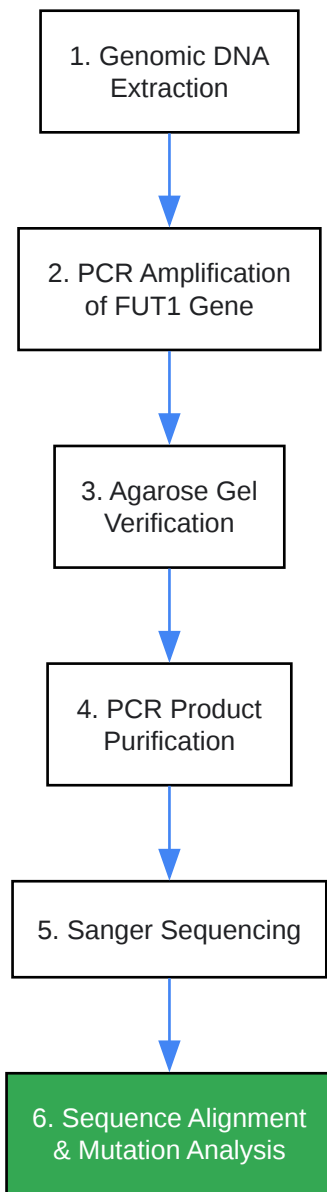 1. Genomic DNA
Extraction
2. PCR Amplification
of FUT1 Gene
3. Agarose Gel
Verification
4. PCR Product
Purification
5. Sanger Sequencing
6. Sequence Alignment
& Mutation Analysis